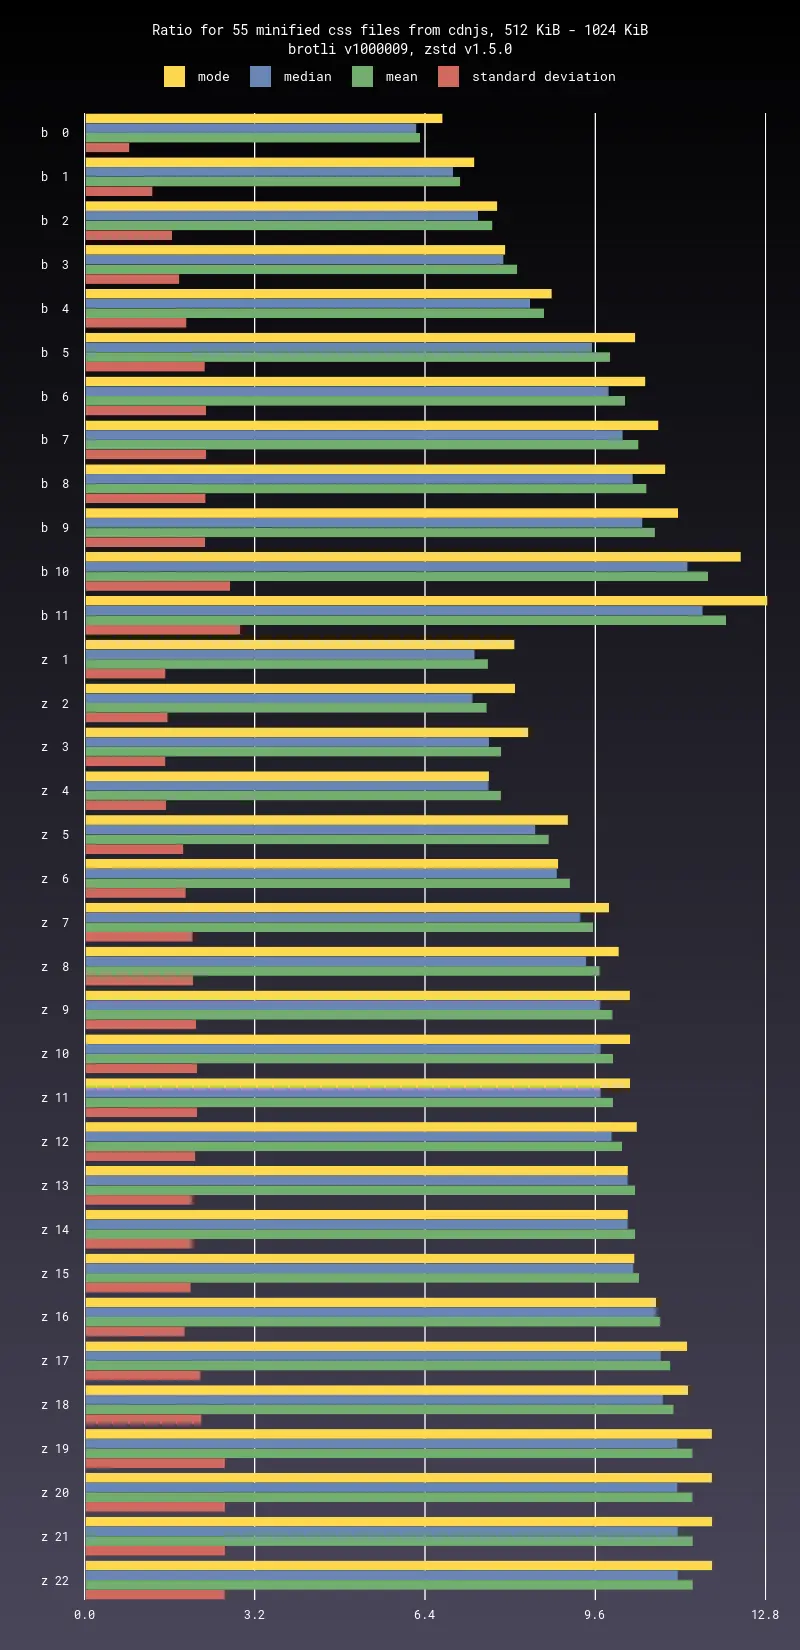 Ratio for 55 minified css files from cdnjs, 512 KiB - 1024 KiB
brotli v1000009, zstd v1.5.0
mode median mean standard deviation
b 0
b 1
b 2
b 3
b 4
b 5
b 6
b 7
b 8
b 9
b 10
b 11
z 1
z 2
z 3
z 4
z 5
z 6
z 7
z 8
z 9
z 10
z 11
z 12
z 13
z 14
z 15
z 16
z 17
z 18
z 19
z 20
z 21
z 22
0.0 3.2 6.4 9.6 12.8